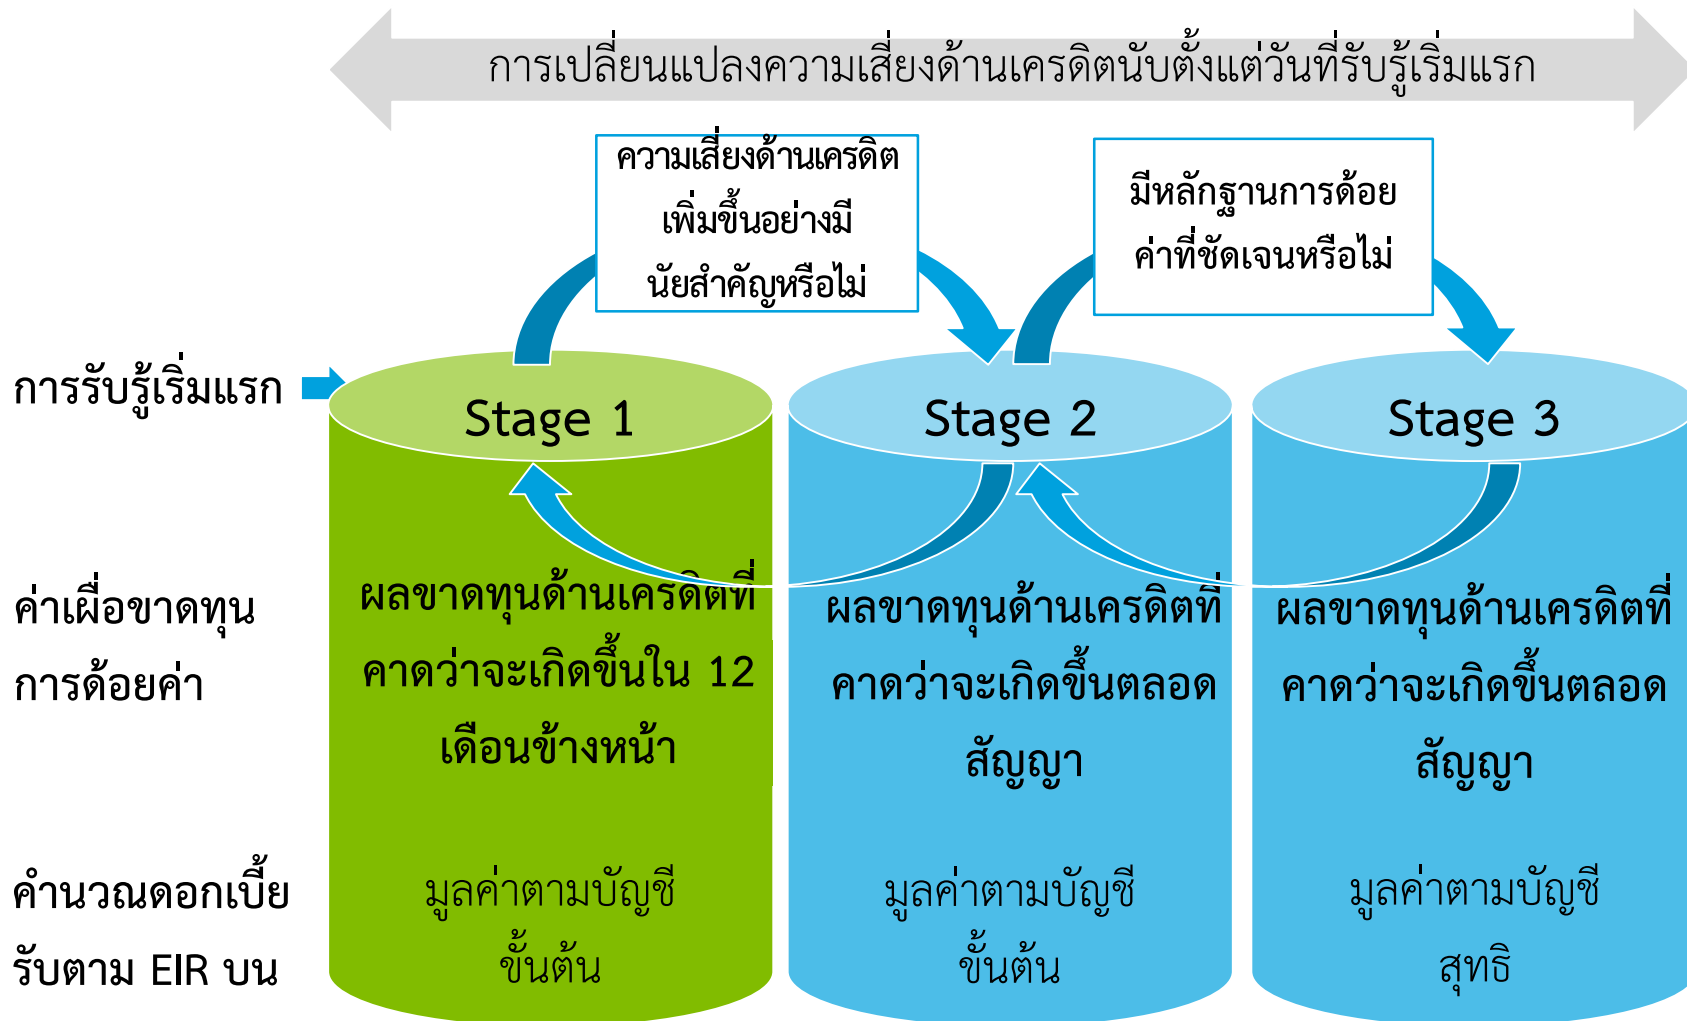 การเปลี่ยนแปลงความเสี่ยงด้านเครดิตนับตั้งแต่วันที่รับรู้เริ่มแรก
ความเสี่ยงด้านเครดิต
เพิ่มขึ้นอย่างมี
นัยสำคัญหรือไม่
มีหลักฐานการด้อย
ค่าที่ชัดเจนหรือไม่
การรับรู้เริ่มแรก
Stage 1
Stage 2
Stage 3
ค่าเผื่อขาดทุน
การด้อยค่า
ผลขาดทุนด้านเครดิตที่
คาดว่าจะเกิดขึ้นใน 12
เดือนข้างหน้า
ผลขาดทุนด้านเครดิตที่
คาดว่าจะเกิดขึ้นตลอด
สัญญา
ผลขาดทุนด้านเครดิตที่
คาดว่าจะเกิดขึ้นตลอด
สัญญา
คำนวณดอกเบี้ย
รับตาม EIR บน
มูลค่าตามบัญชี
ขั้นต้น
มูลค่าตามบัญชี
ขั้นต้น
มูลค่าตามบัญชี
สุทธิ